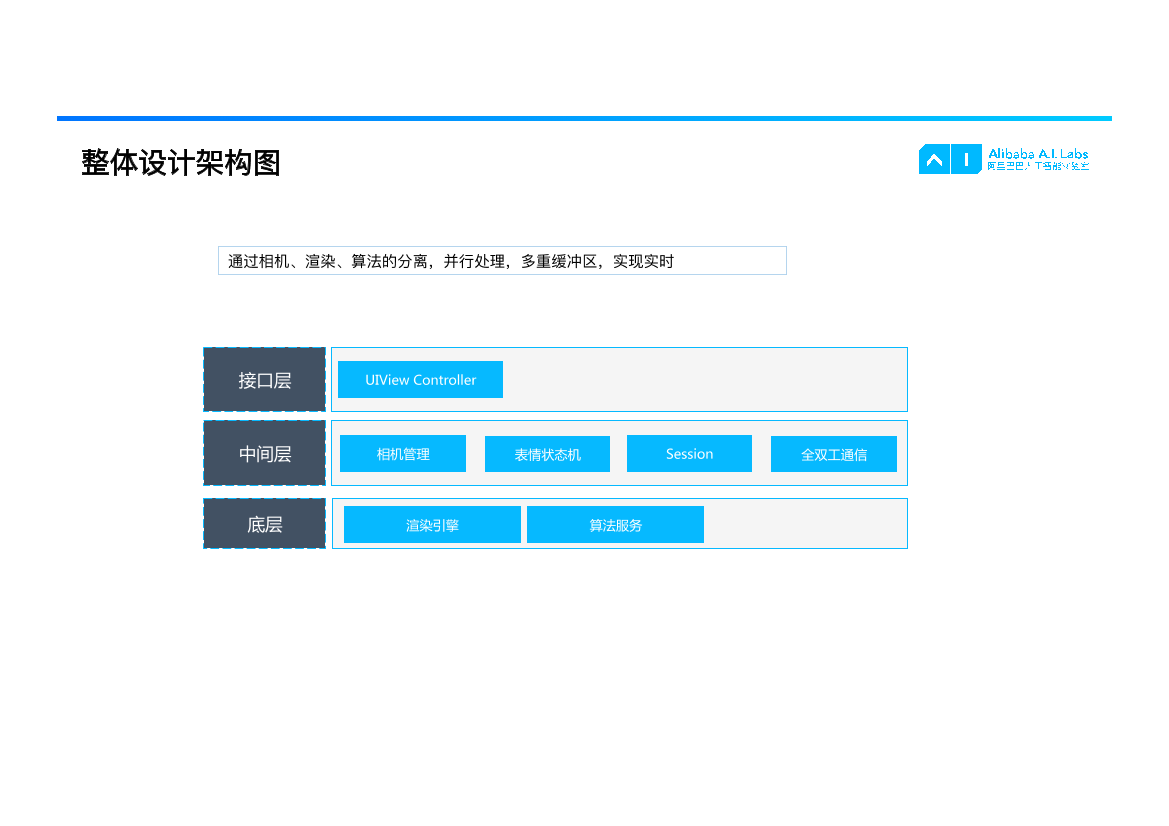 整体设计架构图
Alibaba A.I. Labs
阿里巴巴人工智能实验室
通过相机、渲染、算法的分离，并行处理，多重缓冲区，实现实时
接口层
UIView Controller
中间层
相机管理
表情状态机
Session
全双工通信
底层
渲染引擎
算法服务